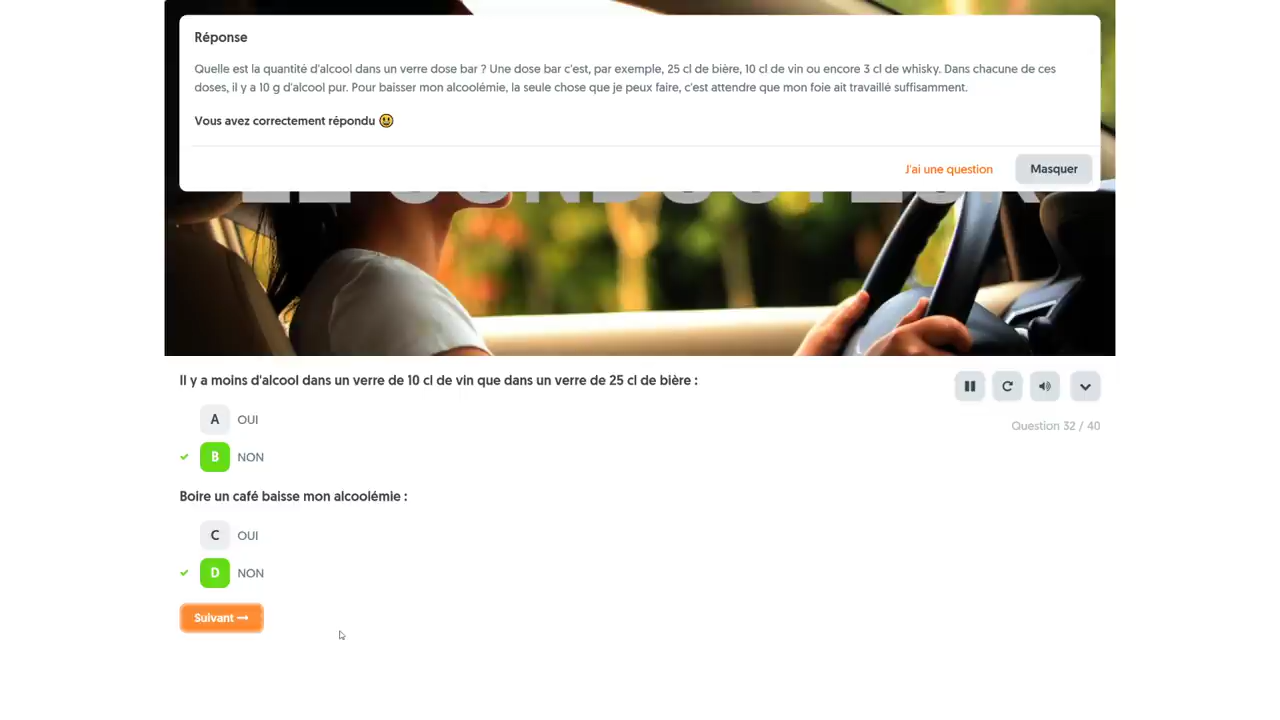 Réponse
Quelle est la quantité d'alcool dans un verre dose bar ? Une dose bar c'est, par exemple, 25 cl de bière, 10 cl de vin ou encore 3 cl de whisky. Dans chacune de ces
doses, il y a 10 g d'alcool pur. Pour baisser mon alcoolémie, la seule chose que je peux faire, c'est attendre que mon foie ait travaillé suffisamment.
Vous avez correctement répondu 😃
J'ai une question
Masquer
Il y a moins d'alcool dans un verre de 10 cl de vin que dans un verre de 25 cl de bière :
A OUI
B NON
Question 32 / 40
Boire un café baisse mon alcoolémie :
C OUI
D NON
Suivant →